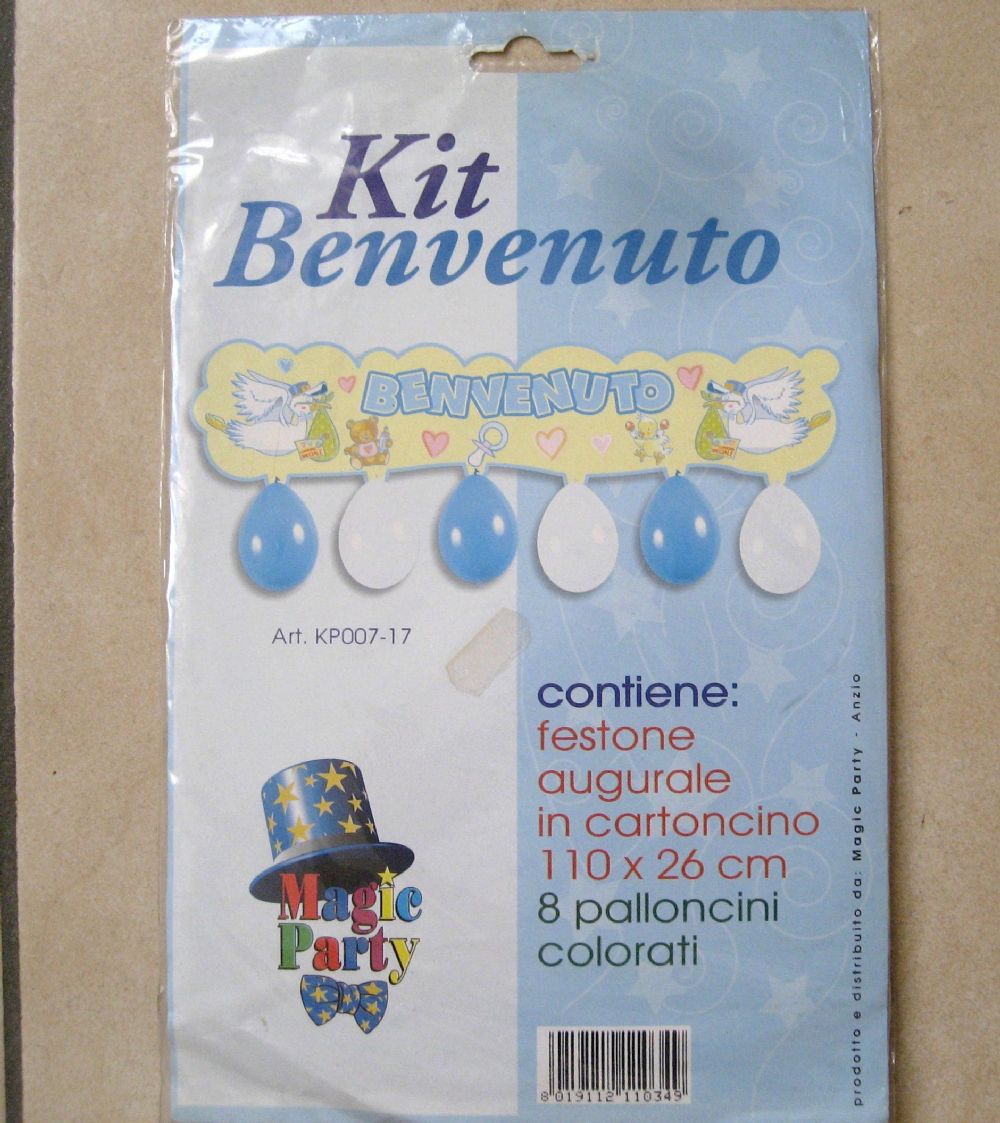 Kit
Benvenuto
BENVENUTO
Art. KP007-17
contiene:
festone
augurale
in cartoncino
110 x 26 cm
8 palloncini
colorati
Magic
Party
prodotto e distribuito da: Magic Party - Anzio
8 019112 110349